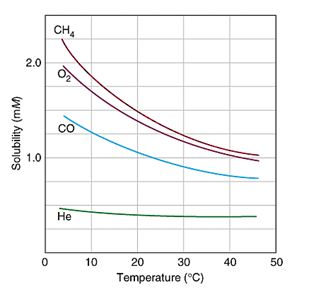 CH₄
2.0
O₂
CO
Solubility (mM)
1.0
He
0 10 20 30 40 50
Temperature (°C)